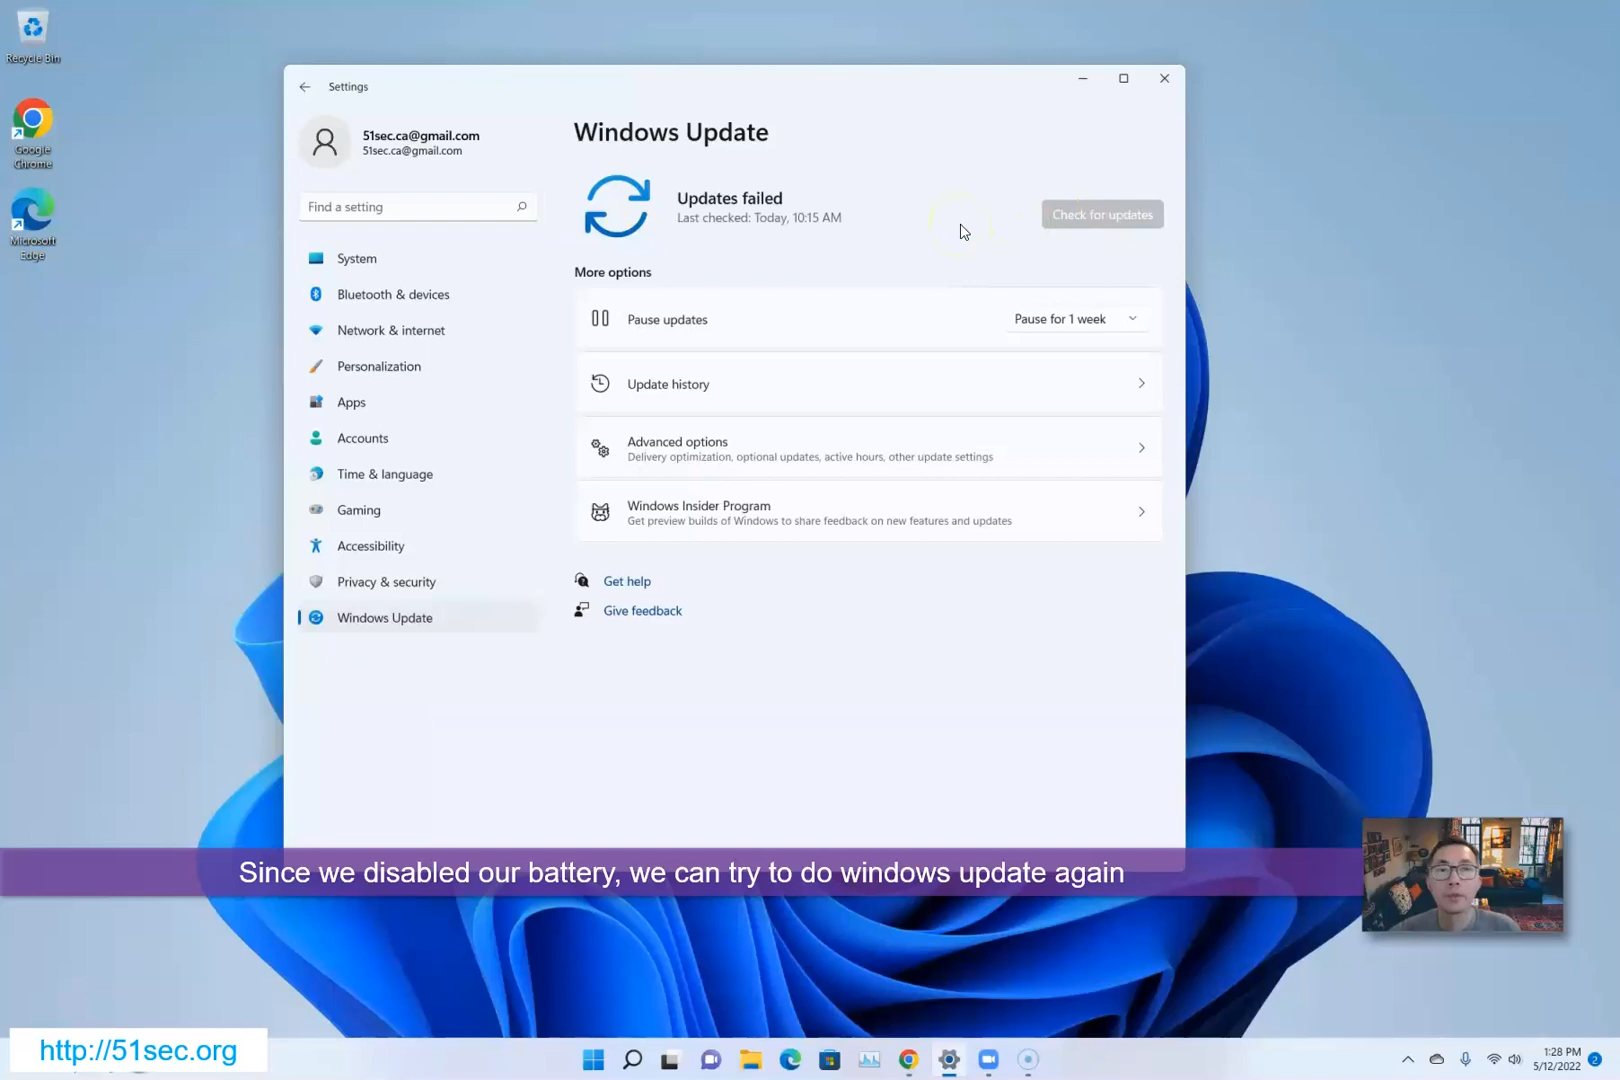 Recycle Bin
Google
Chrome
Microsoft
Edge
Settings
51sec.ca@gmail.com
51sec.ca@gmail.com
Find a setting
System
Bluetooth & devices
Network & internet
Personalization
Apps
Accounts
Time & language
Gaming
Accessibility
Privacy & security
Windows Update
Windows Update
Updates failed
Last checked: Today, 10:15 AM
Check for updates
More options
Pause updates
Pause for 1 week
Update history
Advanced options
Delivery optimization, optional updates, active hours, other update settings
Windows Insider Program
Get preview builds of Windows to share feedback on new features and updates
Get help
Give feedback
Since we disabled our battery, we can try to do windows update again
http://51sec.org
1:28 PM
5/12/2022
2